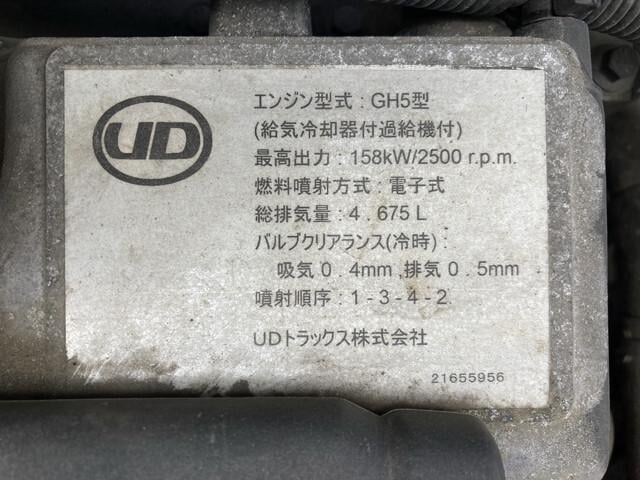 UD
エンジン型式 : GH5型
(給気冷却器付過給機付)
最高出力 : 158kW/2500 r.p.m.
燃料噴射方式 : 電子式
総排気量 : 4 . 675 L
バルブクリアランス(冷時) :
吸気 0 . 4mm ,排気 0 . 5mm
噴射順序 : 1 - 3 - 4 - 2
UDトラックス株式会社
21655956